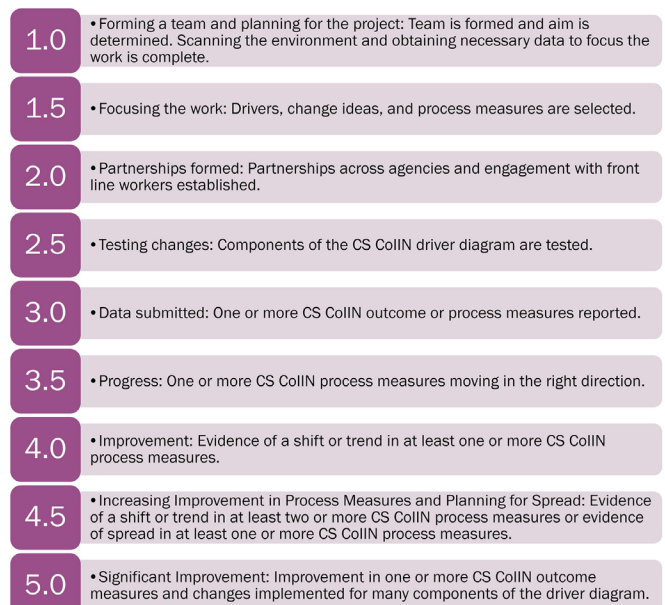 1.0
• Forming a team and planning for the project: Team is formed and aim is
determined. Scanning the environment and obtaining necessary data to focus the
work is complete.
1.5
• Focusing the work: Drivers, change ideas, and process measures are selected.
2.0
• Partnerships formed: Partnerships across agencies and engagement with front
line workers established.
2.5
• Testing changes: Components of the CS CoIIN driver diagram are tested.
3.0
• Data submitted: One or more CS CoIIN outcome or process measures reported.
3.5
• Progress: One or more CS CoIIN process measures moving in the right direction.
4.0
• Improvement: Evidence of a shift or trend in at least one or more CS CoIIN
process measures.
4.5
• Increasing Improvement in Process Measures and Planning for Spread: Evidence
of a shift or trend in at least two or more CS CoIIN process measures or evidence
of spread in at least one or more CS CoIIN process measures.
5.0
• Significant Improvement: Improvement in one or more CS CoIIN outcome
measures and changes implemented for many components of the driver diagram.